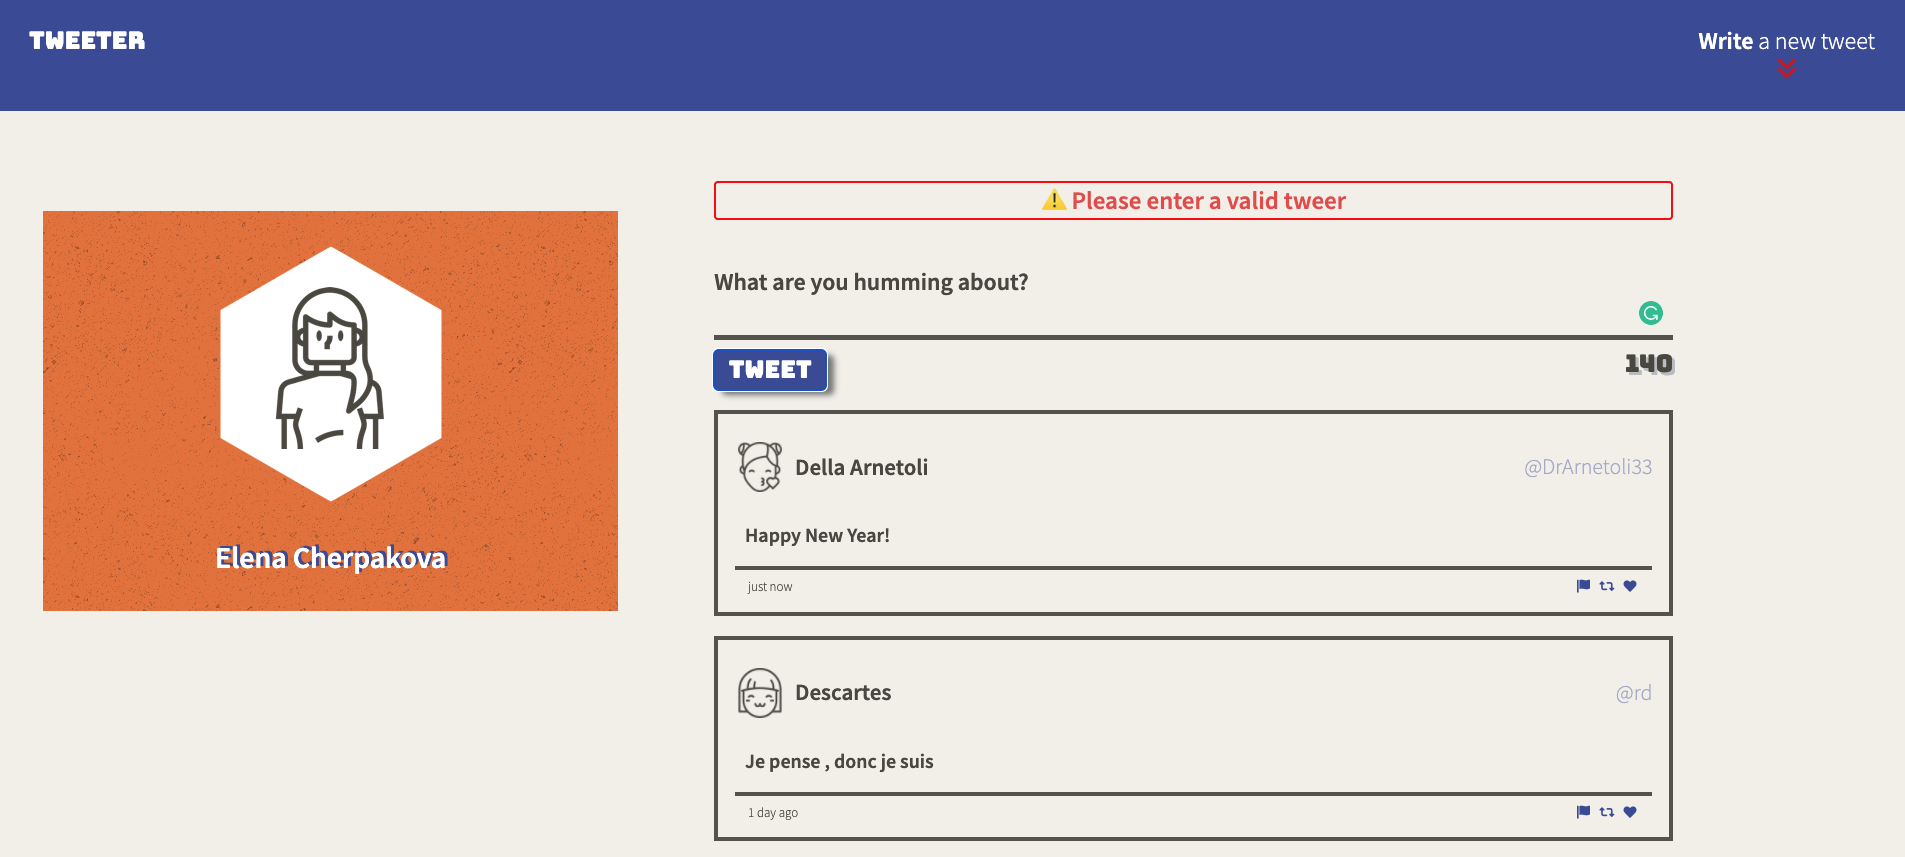 TWEETER
Write a new tweet
Elena Cherpakova
⚠️ Please enter a valid tweer
What are you humming about?
TWEET
140
Della Arnetoli
@DrArnetoli33
Happy New Year!
just now
Descartes
@rd
Je pense , donc je suis
1 day ago